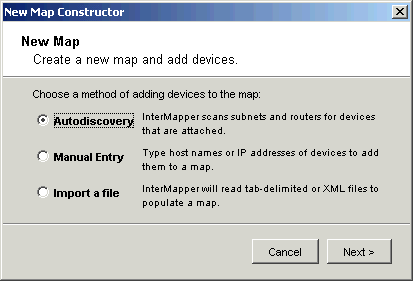 New Map Constructor
New Map
Create a new map and add devices.
Choose a method of adding devices to the map:
Autodiscovery
InterMapper scans subnets and routers for devices
that are attached.
Manual Entry
Type host names or IP addresses of devices to add
them to a map.
Import a file
InterMapper will read tab-delimited or XML files to
populate a map.
Cancel
Next >